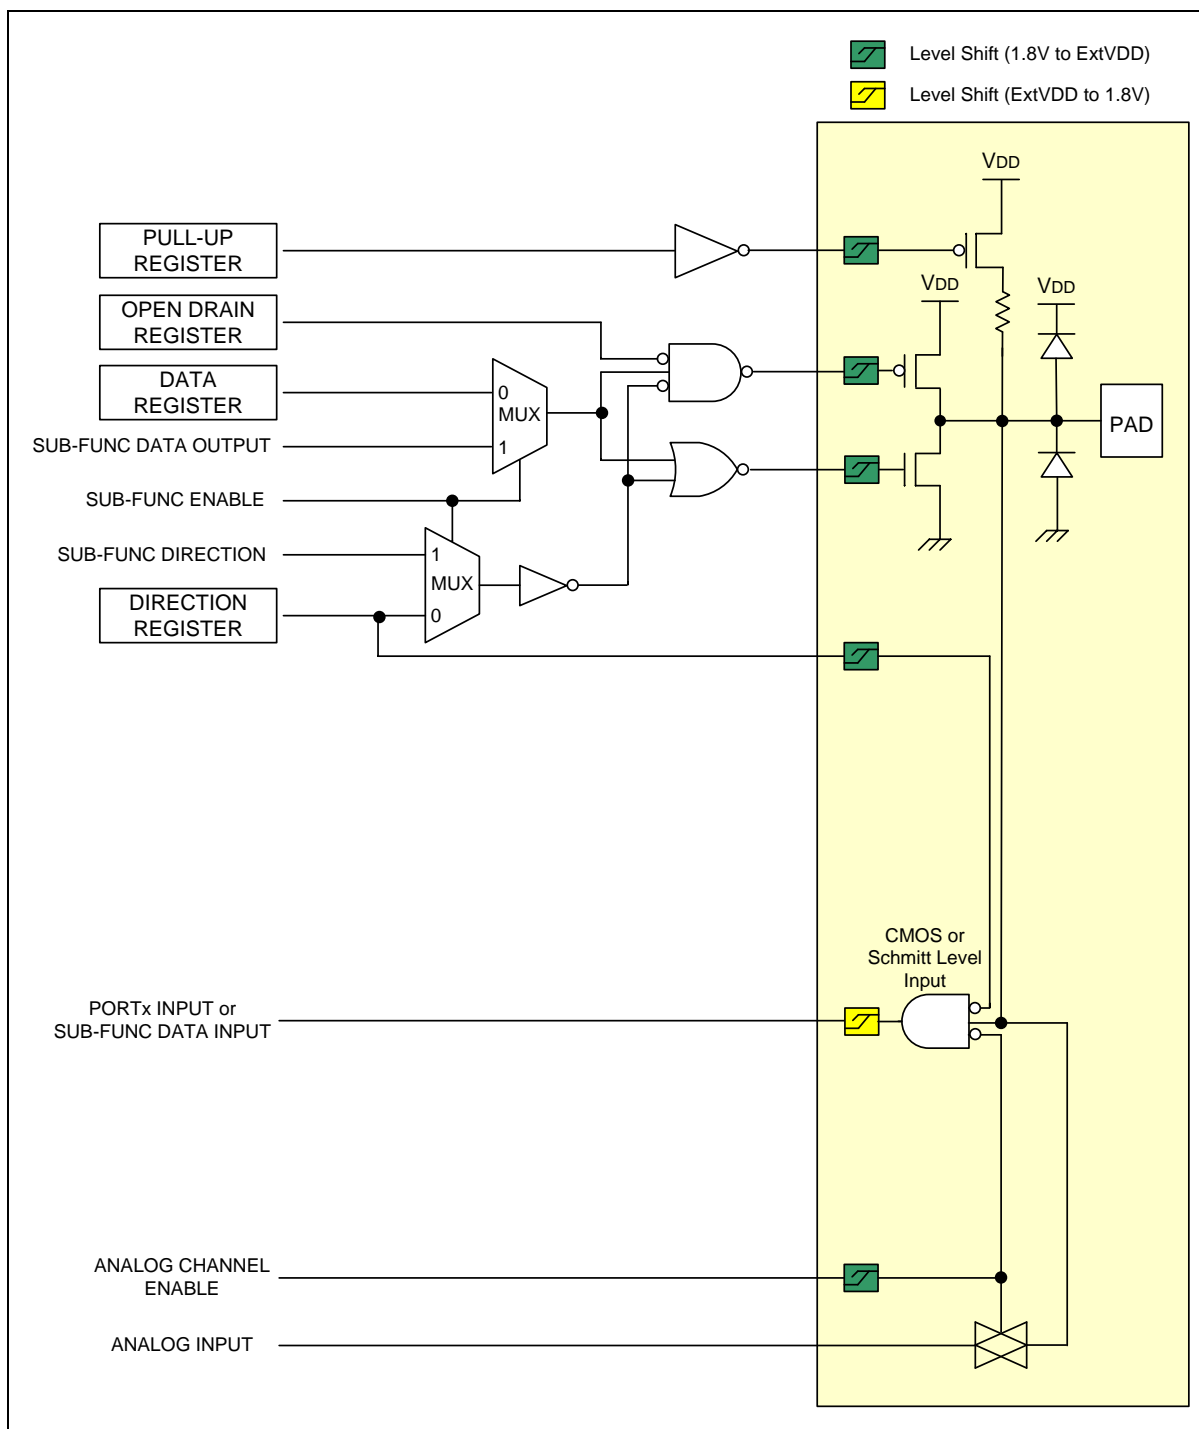 Level Shift (1.8V to ExtVDD)
Level Shift (ExtVDD to 1.8V)
VDD
PULL-UP
REGISTER
VDD
VDD
OPEN DRAIN
REGISTER
DATA
REGISTER
0
MUX
1
PAD
SUB-FUNC DATA OUTPUT
SUB-FUNC ENABLE
SUB-FUNC DIRECTION
1
MUX
0
DIRECTION
REGISTER
CMOS or
Schmitt Level
Input
PORTx INPUT or
SUB-FUNC DATA INPUT
ANALOG CHANNEL
ENABLE
ANALOG INPUT